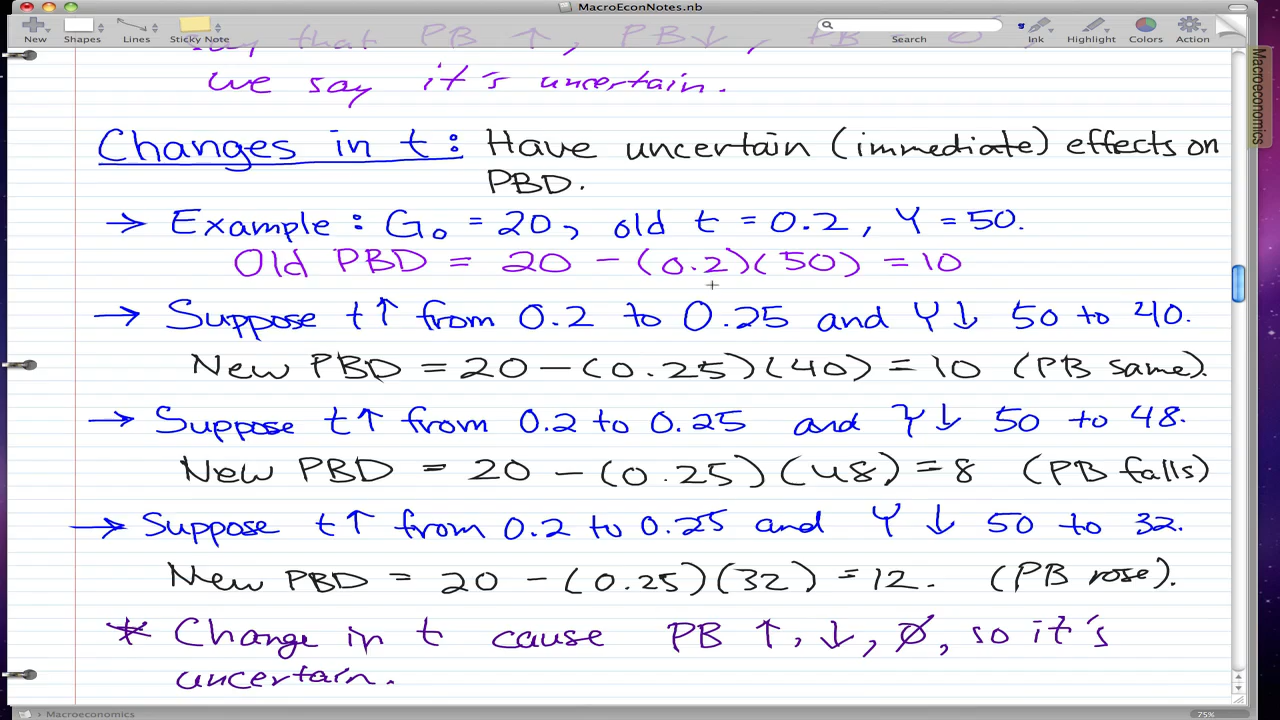 MacroEconNotes.nb
New Shapes Lines Sticky Note Search Ink Highlight Colors Action
Macroeconomics
that PB ↑, PB↓, PB
we say it's uncertain.
Changes in t: Have uncertain (immediate) effects on
PBD.
→ Example: G₀ = 20, old t = 0.2, Y = 50.
Old PBD = 20 - (0.2)(50) = 10
→ Suppose t↑ from 0.2 to 0.25 and Y↓ 50 to 40.
New PBD = 20 - (0.25)(40) = 10 (PB same).
→ Suppose t↑ from 0.2 to 0.25 and Y↓ 50 to 48.
New PBD = 20 - (0.25)(48) = 8 (PB falls)
→ Suppose t↑ from 0.2 to 0.25 and Y ↓ 50 to 32.
New PBD = 20 - (0.25)(32) = 12. (PB rose).
* Change in t cause PB ↑, ↓, Ø, so it's
uncertain.
› Macroeconomics
75%